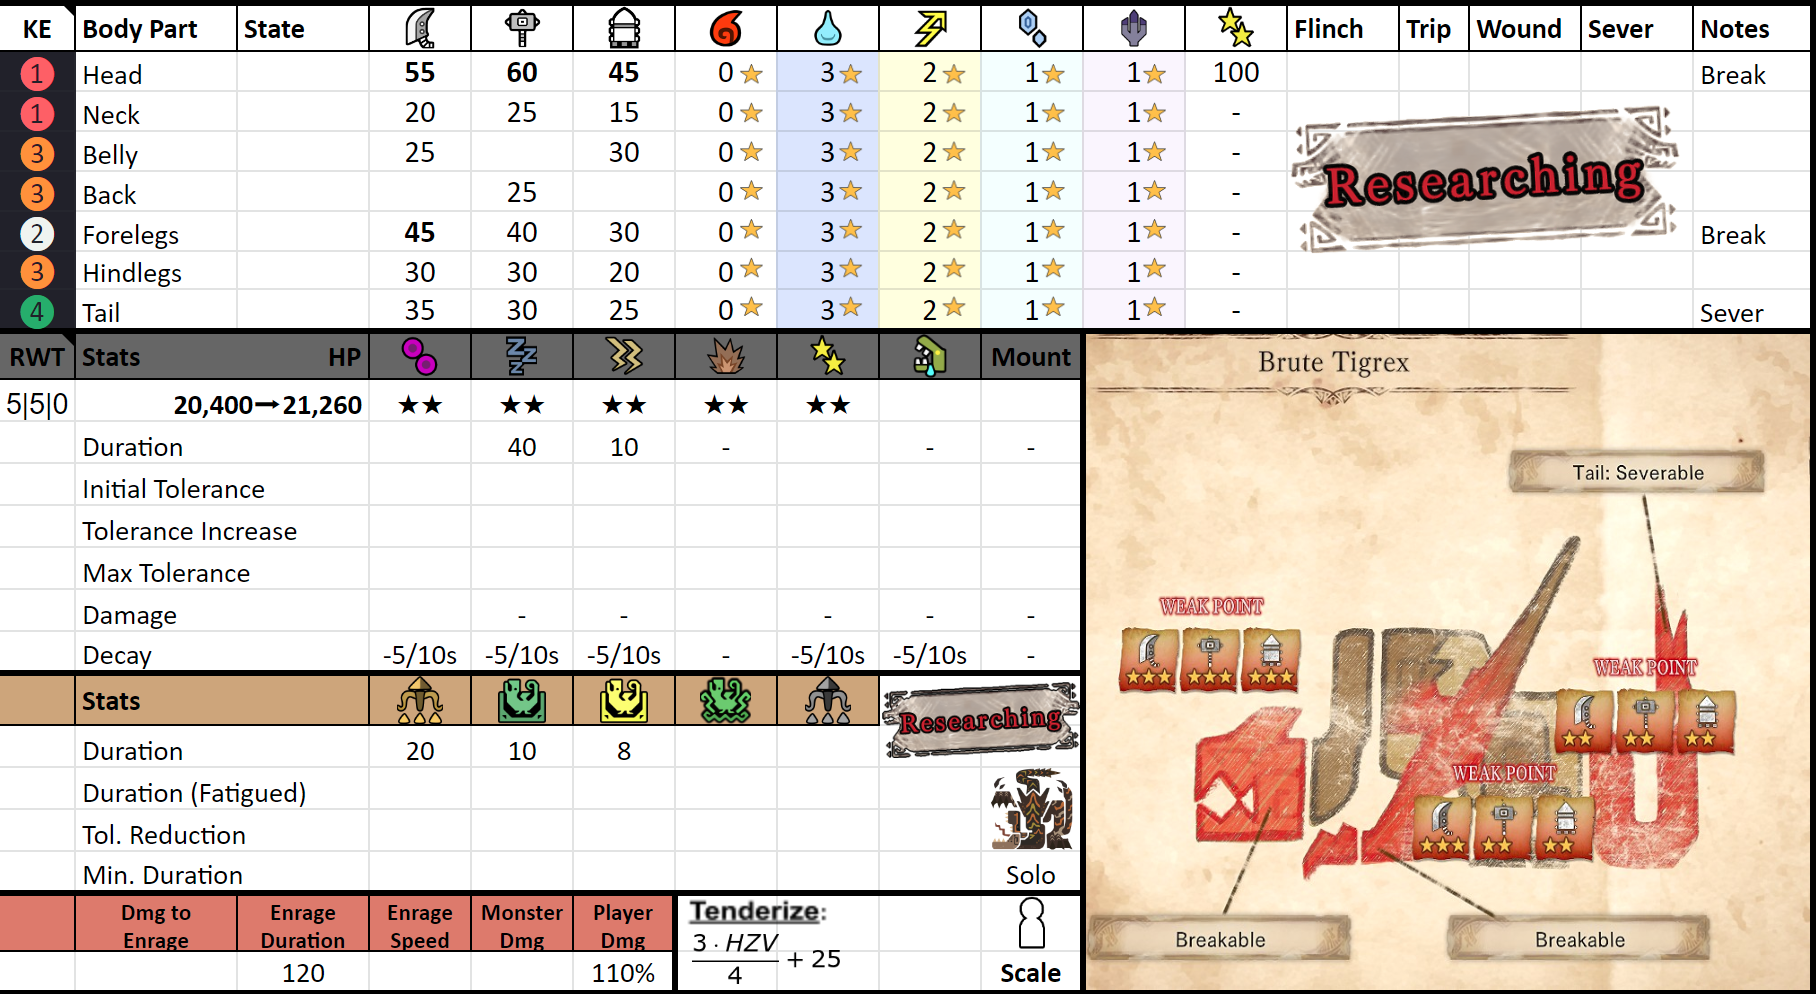 KE Body Part State Flinch Trip Wound Sever Notes
1 Head 55 60 45 0 3 2 1 1 100 Break
1 Neck 20 25 15 0 3 2 1 1 -
3 Belly 25 30 0 3 2 1 1 -
3 Back 25 0 3 2 1 1 -
2 Forelegs 45 40 30 0 3 2 1 1 - Break
3 Hindlegs 30 30 20 0 3 2 1 1 -
4 Tail 35 30 25 0 3 2 1 1 - Sever
Researching
RWT Stats HP Mount
5|5|0 20,400→21,260 ★★ ★★ ★★ ★★ ★★
Duration 40 10 - - -
Initial Tolerance
Tolerance Increase
Max Tolerance
Damage - - - - -
Decay -5/10s -5/10s -5/10s - -5/10s -5/10s -
Stats
Researching
Duration 20 10 8
Duration (Fatigued)
Tol. Reduction
Min. Duration Solo
Dmg to Enrage Enrage Monster Player
Enrage Duration Speed Dmg Dmg
120 110%
Tenderize:
3 · HZV
4
+ 25
Scale
Brute Tigrex
Tail: Severable
WEAK POINT
WEAK POINT
WEAK POINT
Breakable
Breakable